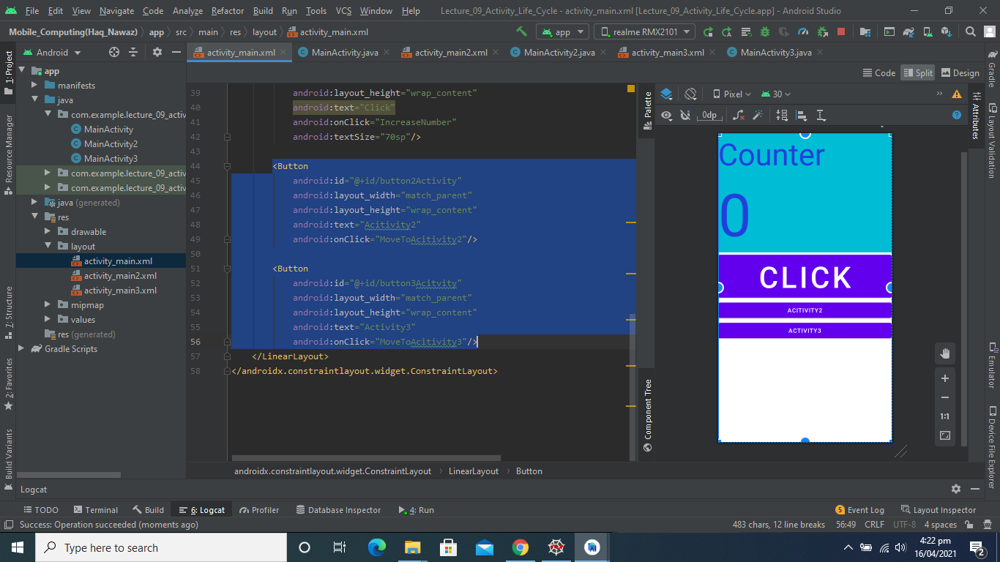 File Edit View Navigate Code Analyze Refactor Build Run Tools VCS Window Help Lecture_09_Activity_Life_Cycle - activity_main.xml [Lecture_09_Activity_Life_Cycle.app] - Android Studio
Mobile_Computing(Haq_Nawaz) app src main res layout activity_main.xml app realme RMX2101
1: Project
Resource Manager
7: Structure
2: Favorites
Build Variants
Android
app
manifests
java
com.example.lecture_09_activ
MainActivity
MainActivity2
MainActivity3
com.example.lecture_09_activ
com.example.lecture_09_activ
java (generated)
res
drawable
layout
activity_main.xml
activity_main2.xml
activity_main3.xml
mipmap
values
res (generated)
Gradle Scripts
activity_main.xml MainActivity.java activity_main2.xml MainActivity2.java activity_main3.xml MainActivity3.java
Code Split Design
39 android:layout_height="wrap_content"
40 android:text="Click"
41 android:onClick="IncreaseNumber"
42 android:textSize="70sp"/>
43
44 <Button
45 android:id="@+id/button2Activity"
46 android:layout_width="match_parent"
47 android:layout_height="wrap_content"
48 android:text="Acitivity2"
49 android:onClick="MoveToAcitivity2"/>
50
51 <Button
52 android:id="@+id/button3Acitvity"
53 android:layout_width="match_parent"
54 android:layout_height="wrap_content"
55 android:text="Activity3"
56 android:onClick="MoveToAcitivity3"/>
57 </LinearLayout>
58 </androidx.constraintlayout.widget.ConstraintLayout>
androidx.constraintlayout.widget.ConstraintLayout LinearLayout Button
Palette
Component Tree
Pixel 30
0dp
Counter
0
CLICK
ACITIVITY2
ACTIVITY3
1:1
Attributes
Gradle
Layout Validation
Emulator
Device File Explorer
Logcat
TODO Terminal Build 6: Logcat Profiler Database Inspector 4: Run 5 Event Log Layout Inspector
Success: Operation succeeded (moments ago) 483 chars, 12 line breaks 56:49 CRLF UTF-8 4 spaces
Type here to search
4:22 pm
16/04/2021
2